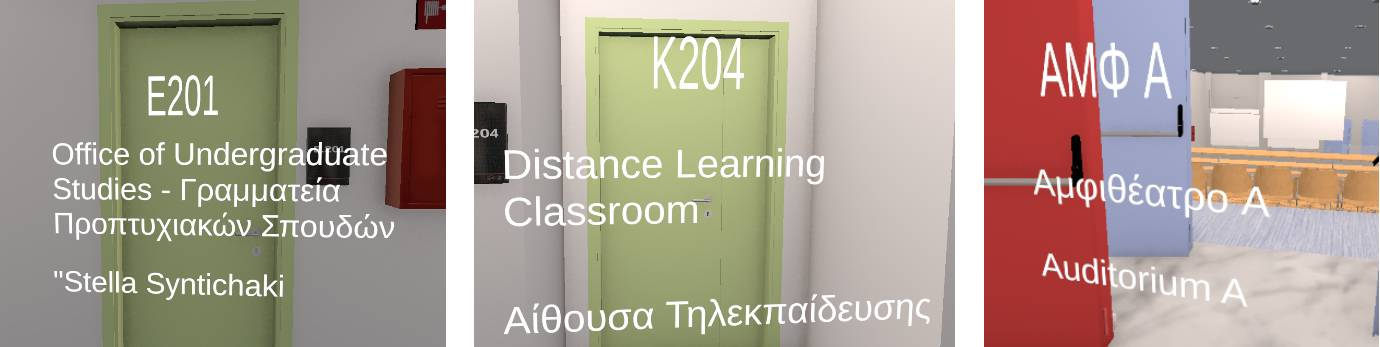 E201
Office of Undergraduate
Studies - Γραμματεία
Προπτυχιακών Σπουδών
"Stella Syntichaki
K204
204
Distance Learning
Classroom
Αίθουσα Τηλεκπαίδευσης
ΑΜΦ Α
Αμφιθέατρο Α
Auditorium A